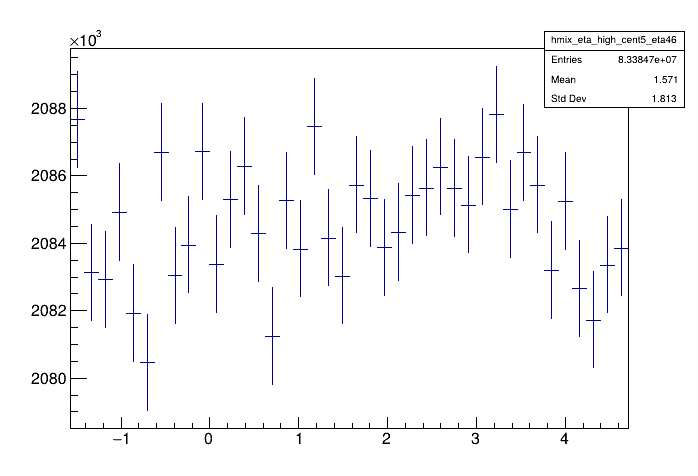 ×10³
hmix_eta_high_cent5_eta46
Entries 8.33847e+07
Mean 1.571
Std Dev 1.813
2088
2086
2084
2082
2080
−1 0 1 2 3 4